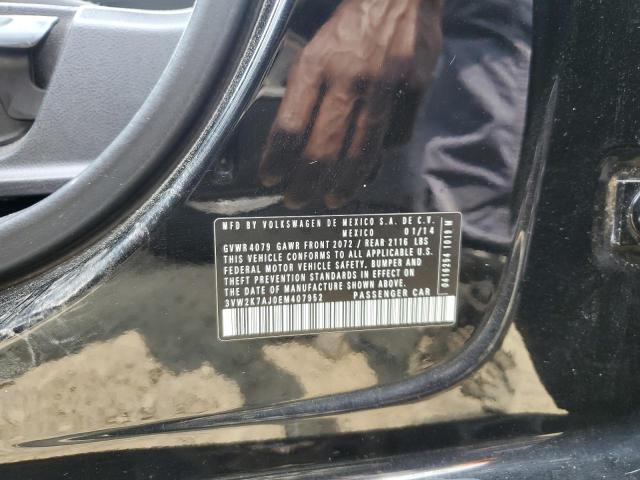 MFD BY VOLKSWAGEN DE MEXICO S.A. DE C.V.
MEXICO 01/14
GVWR 4079 GAWR FRONT 2072 / REAR 2116 LBS
THIS VEHICLE CONFORMS TO ALL APPLICABLE U.S.
FEDERAL MOTOR VEHICLE SAFETY, BUMPER AND
THEFT PREVENTION STANDARDS IN EFFECT ON
THE DATE OF MANUFACTURE SHOWN ABOVE.
3VW2K7AJ0EM407952 PASSENGER CAR